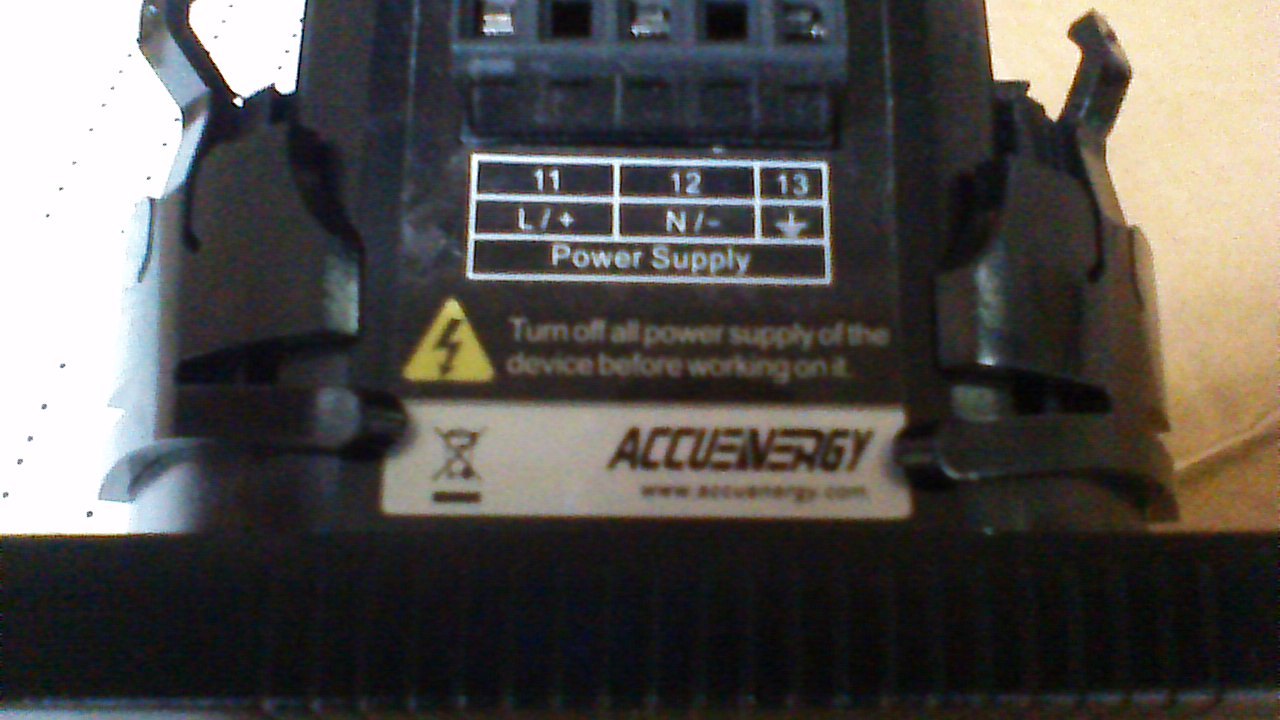 11 12 13
L / + N / -
Power Supply
Turn off all power supply of the
device before working on it.
ACCUENERGY
www.accuenergy.com